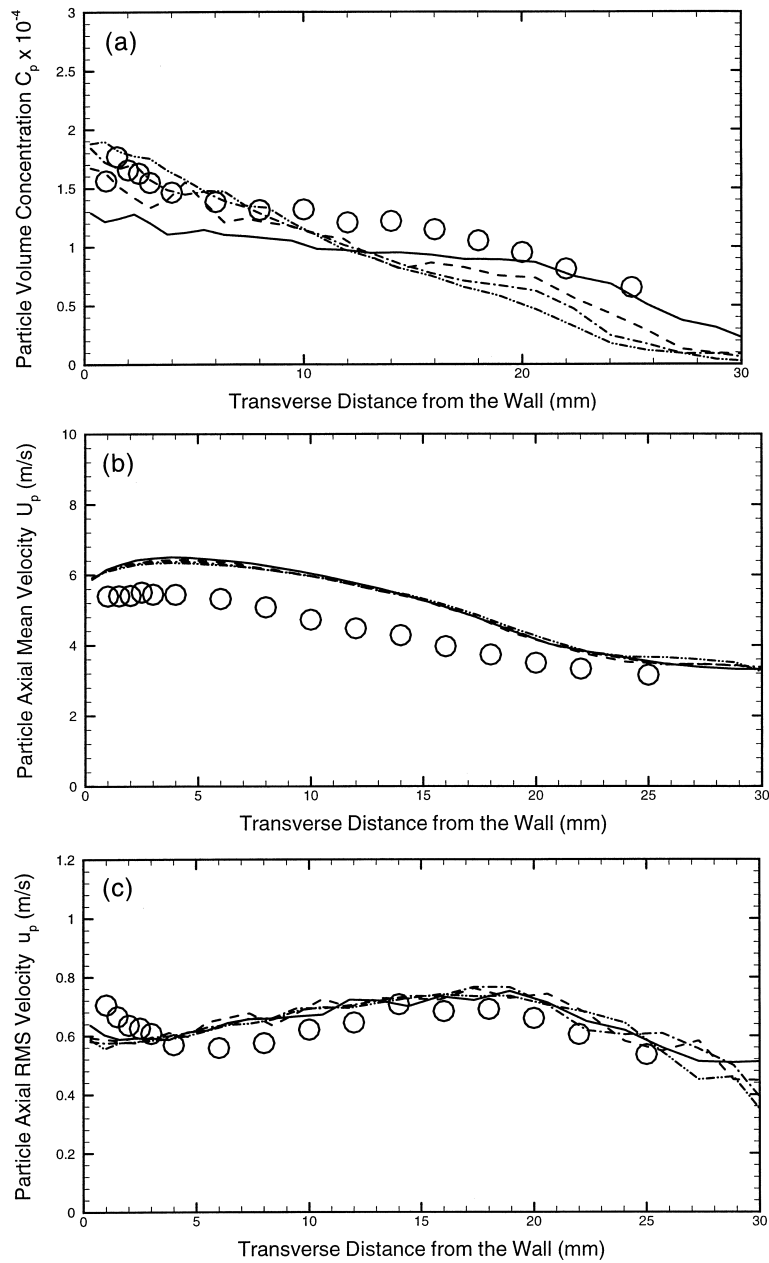 (a)
Particle Volume Concentration C_p x 10^-4
3
2.5
2
1.5
1
0.5
0
0 10 20 30
Transverse Distance from the Wall (mm)
(b)
Particle Axial Mean Velocity U_p (m/s)
10
8
6
4
2
0
0 5 10 15 20 25 30
Transverse Distance from the Wall (mm)
(c)
Particle Axial RMS Velocity u_p (m/s)
1.2
1
0.8
0.6
0.4
0.2
0
0 5 10 15 20 25 30
Transverse Distance from the Wall (mm)